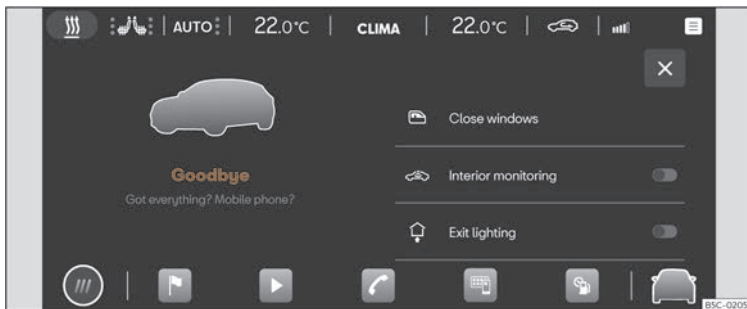 AUTO 22.0°C CLIMA 22.0°C
Close windows
Goodbye
Interior monitoring
Got everything? Mobile phone?
Exit lighting
B5C-0205